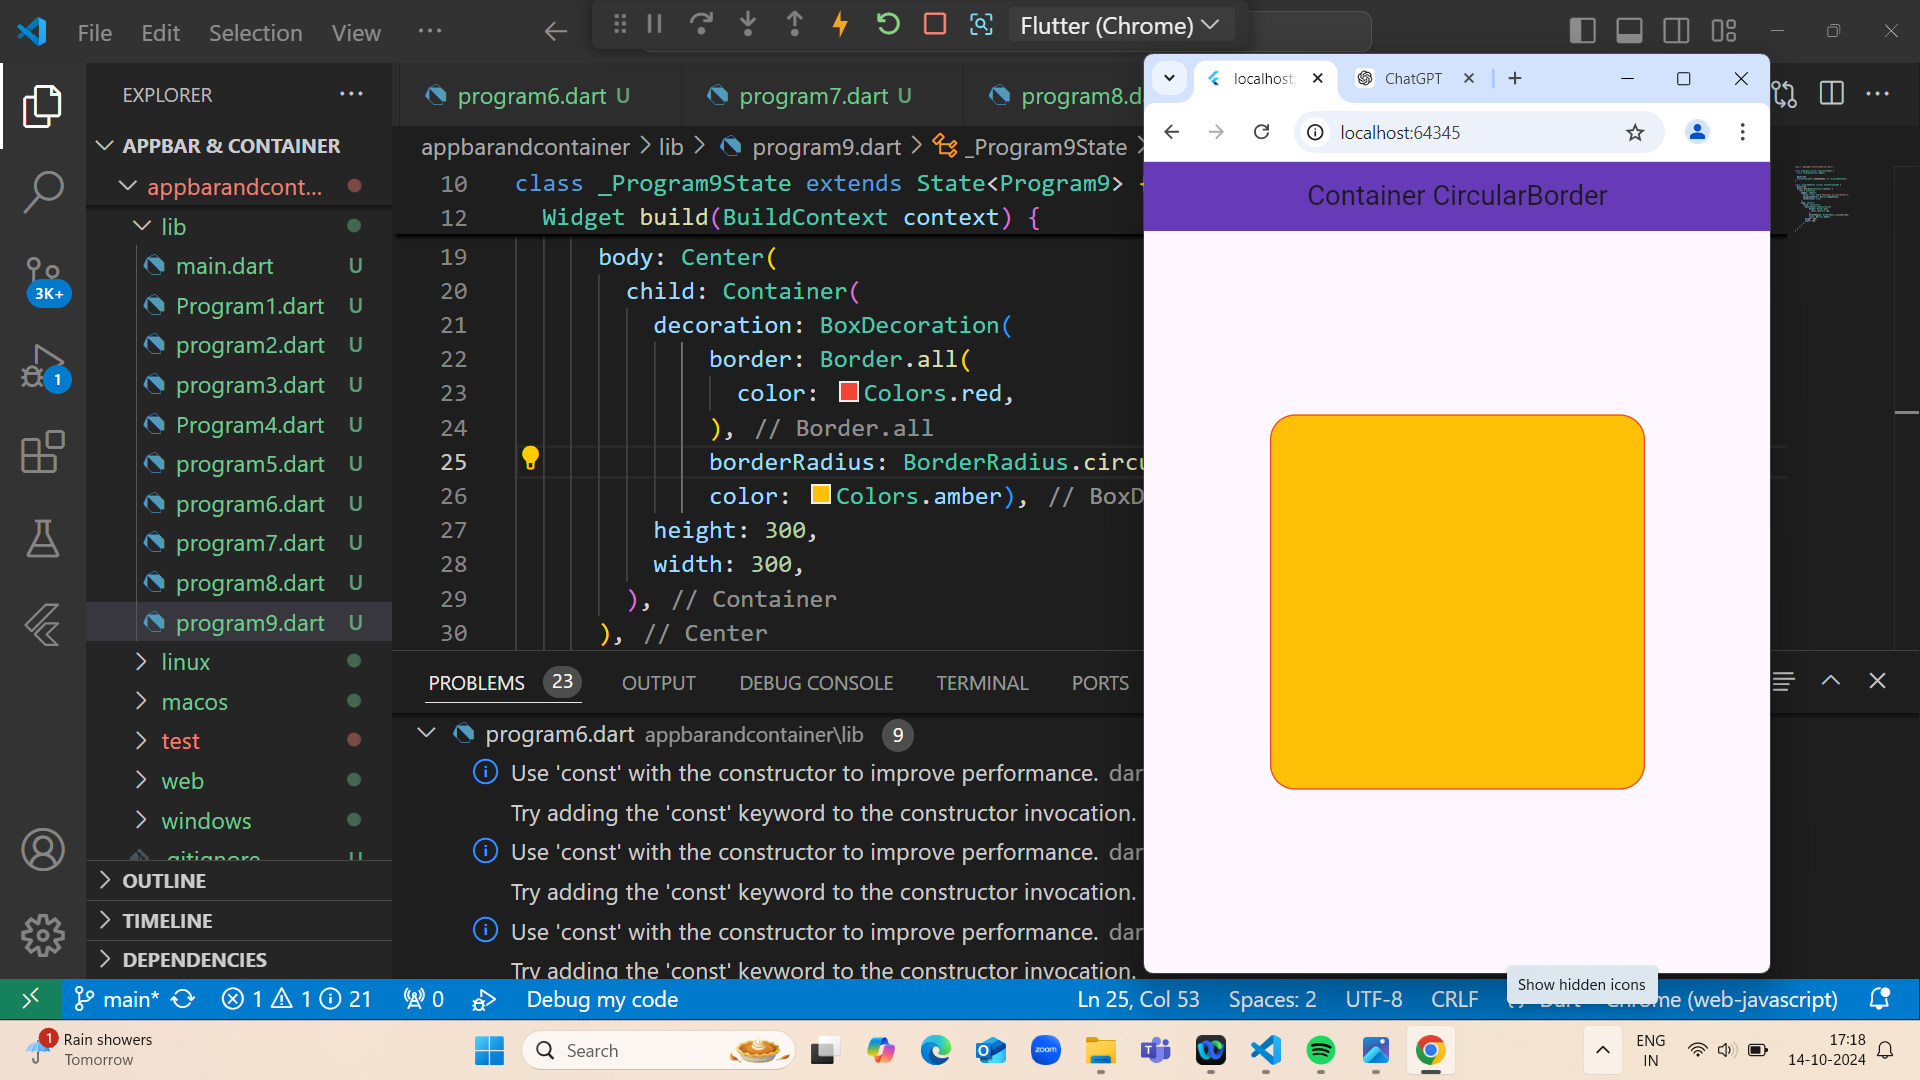 File Edit Selection View ...
Flutter (Chrome)
EXPLORER
APPBAR & CONTAINER
appbarandcont...
lib
main.dart U
Program1.dart U
program2.dart U
program3.dart U
Program4.dart U
program5.dart U
program6.dart U
program7.dart U
program8.dart U
program9.dart U
linux
macos
test
web
windows
.gitignore U
OUTLINE
TIMELINE
DEPENDENCIES
3K+
1
program6.dart U
program7.dart U
program8.d
appbarandcontainer > lib > program9.dart > _Program9State >
10 class _Program9State extends State<Program9> {
12 Widget build(BuildContext context) {
19 body: Center(
20 child: Container(
21 decoration: BoxDecoration(
22 border: Border.all(
23 color: Colors.red,
24 ), // Border.all
25 borderRadius: BorderRadius.circu
26 color: Colors.amber), // BoxD
27 height: 300,
28 width: 300,
29 ), // Container
30 ), // Center
PROBLEMS 23 OUTPUT DEBUG CONSOLE TERMINAL PORTS
program6.dart appbarandcontainer\lib 9
Use 'const' with the constructor to improve performance. dar
Try adding the 'const' keyword to the constructor invocation.
Use 'const' with the constructor to improve performance. dar
Try adding the 'const' keyword to the constructor invocation.
Use 'const' with the constructor to improve performance. dar
Try adding the 'const' keyword to the constructor invocation.
localhost:
ChatGPT
localhost:64345
Container CircularBorder
Show hidden icons
main* 1 1 21 0 Debug my code Ln 25, Col 53 Spaces: 2 UTF-8 CRLF {} Dart Chrome (web-javascript)
1
Rain showers
Tomorrow
Search
zoom
ENG
IN
17:18
14-10-2024